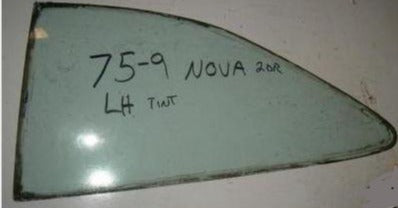 75-9 NOVA 2DR
LH TINT